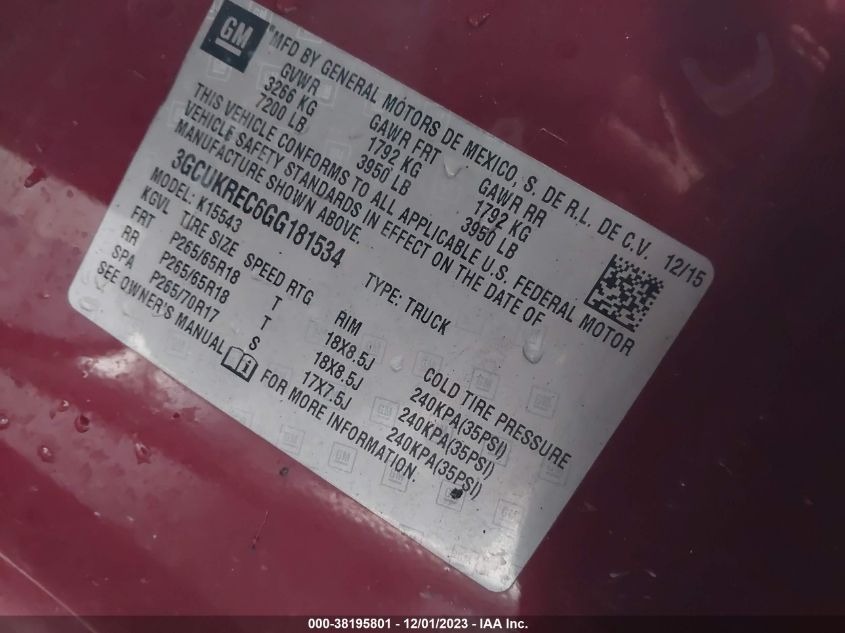 GM
MFD BY GENERAL MOTORS DE MEXICO, S. DE R.L. DE C.V. 12/15
GVWR GAWR FRT GAWR RR
3266 KG 1792 KG 1792 KG
7200 LB 3950 LB 3950 LB
THIS VEHICLE CONFORMS TO ALL APPLICABLE U.S. FEDERAL MOTOR
VEHICLE SAFETY STANDARDS IN EFFECT ON THE DATE OF
MANUFACTURE SHOWN ABOVE.
3GCUKREC6GG181534 TYPE: TRUCK
MODEL: K15543
KGVL TIRE SIZE SPEED RTG RIM COLD TIRE PRESSURE
FRT P265/65R18 T 18X8.5J 240KPA(35PSI)
RR P265/65R18 T 18X8.5J 240KPA(35PSI)
SPA P265/70R17 S 17X7.5J 240KPA(35PSI)
SEE OWNER'S MANUAL FOR MORE INFORMATION.
000-38195801 - 12/01/2023 - IAA Inc.